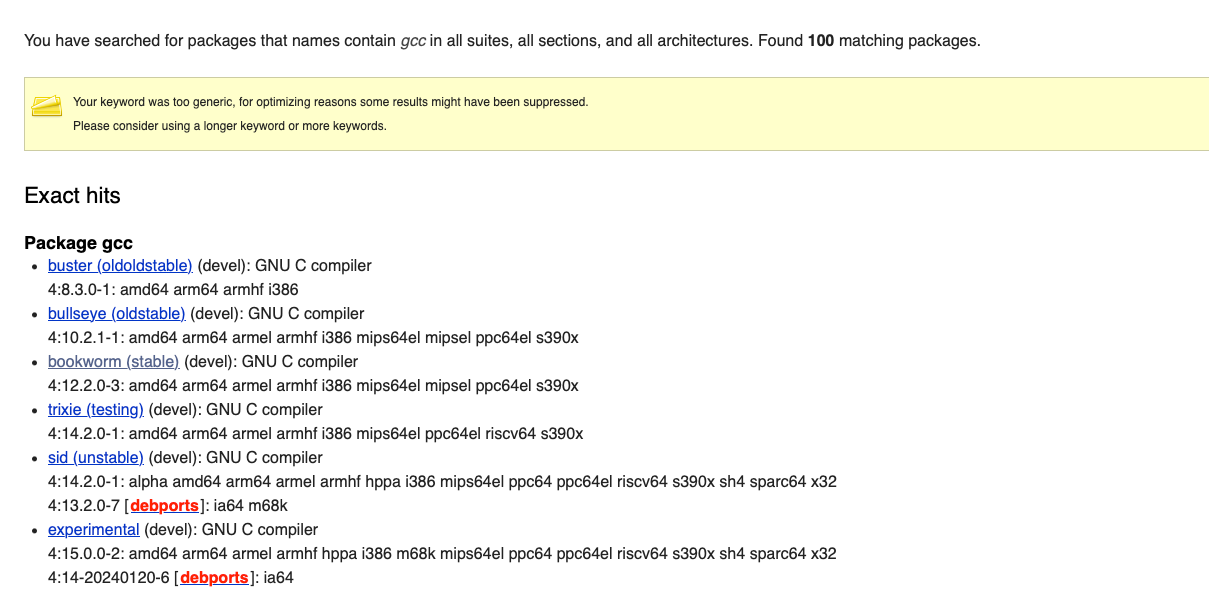 You have searched for packages that names contain gcc in all suites, all sections, and all architectures. Found 100 matching packages.
Your keyword was too generic, for optimizing reasons some results might have been suppressed.
Please consider using a longer keyword or more keywords.
Exact hits
Package gcc
• buster (oldoldstable) (devel): GNU C compiler
4:8.3.0-1: amd64 arm64 armhf i386
• bullseye (oldstable) (devel): GNU C compiler
4:10.2.1-1: amd64 arm64 armel armhf i386 mips64el mipsel ppc64el s390x
• bookworm (stable) (devel): GNU C compiler
4:12.2.0-3: amd64 arm64 armel armhf i386 mips64el mipsel ppc64el s390x
• trixie (testing) (devel): GNU C compiler
4:14.2.0-1: amd64 arm64 armel armhf i386 mips64el ppc64el riscv64 s390x
• sid (unstable) (devel): GNU C compiler
4:14.2.0-1: alpha amd64 arm64 armel armhf hppa i386 mips64el ppc64 ppc64el riscv64 s390x sh4 sparc64 x32
4:13.2.0-7 [debports]: ia64 m68k
• experimental (devel): GNU C compiler
4:15.0.0-2: amd64 arm64 armel armhf hppa i386 m68k mips64el ppc64 ppc64el riscv64 s390x sh4 sparc64 x32
4:14-20240120-6 [debports]: ia64